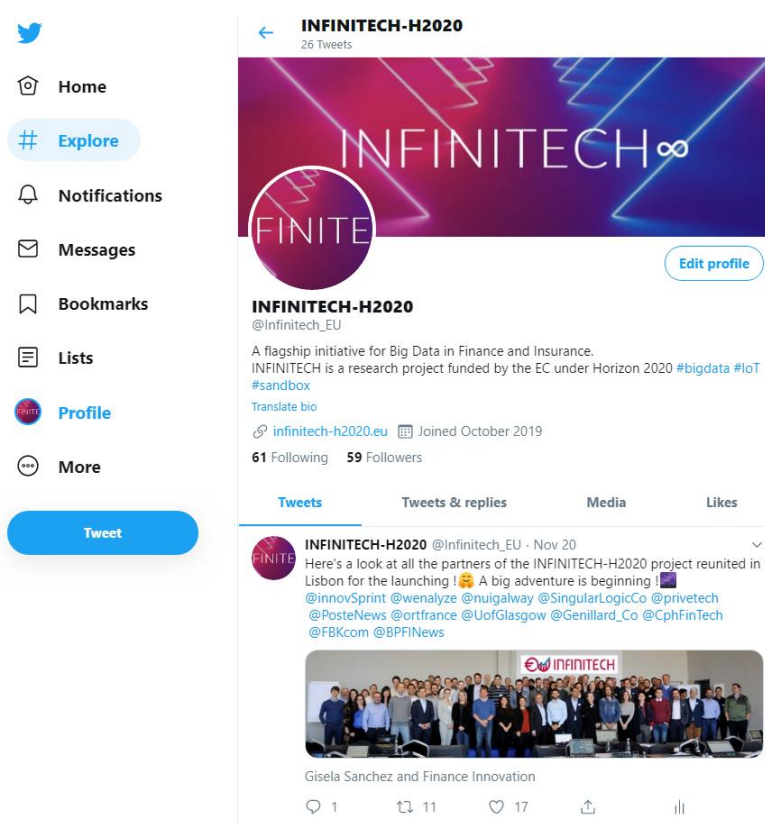 INFINITECH-H2020
26 Tweets
Home
Explore
Notifications
Messages
Bookmarks
Lists
Profile
More
Tweet
INFINITECH∞
FINITE
Edit profile
INFINITECH-H2020
@Infinitech_EU
A flagship initiative for Big Data in Finance and Insurance.
INFINITECH is a research project funded by the EC under Horizon 2020 #bigdata #IoT
#sandbox
Translate bio
infinitech-h2020.eu Joined October 2019
61 Following 59 Followers
Tweets Tweets & replies Media Likes
FINITE
INFINITECH-H2020 @Infinitech_EU · Nov 20
Here's a look at all the partners of the INFINITECH-H2020 project reunited in
Lisbon for the launching !🤗 A big adventure is beginning !🌌
@innovSprint @wenalyze @nuigalway @SingularLogicCo @privetech
@PosteNews @ortfrance @UofGlasgow @Genillard_Co @CphFinTech
@FBKcom @BPFINews
INFINITECH
Gisela Sanchez and Finance Innovation
1 11 17